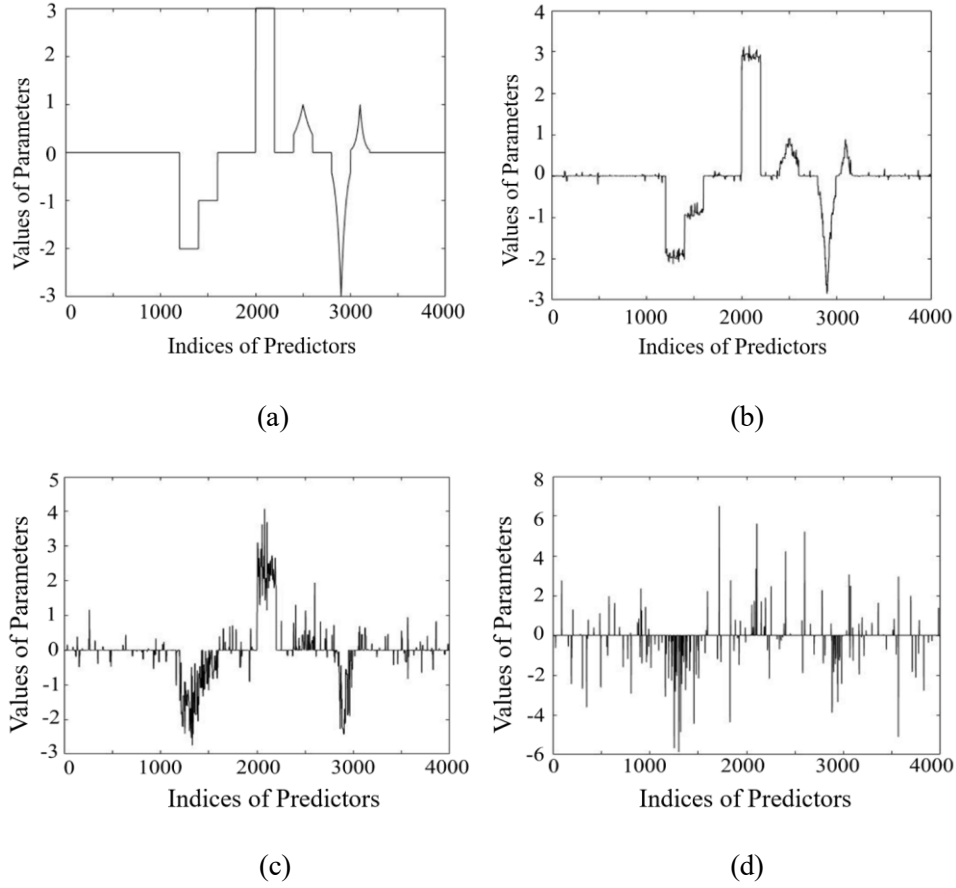 3
2
1
0
-1
-2
-3
0 1000 2000 3000 4000
Values of Parameters
Indices of Predictors
(a)
4
3
2
1
0
-1
-2
-3
0 1000 2000 3000 4000
Values of Parameters
Indices of Predictors
(b)
5
4
3
2
1
0
-1
-2
-3
0 1000 2000 3000 4000
Values of Parameters
Indices of Predictors
(c)
8
6
4
2
0
-2
-4
-6
0 1000 2000 3000 4000
Values of Parameters
Indices of Predictors
(d)